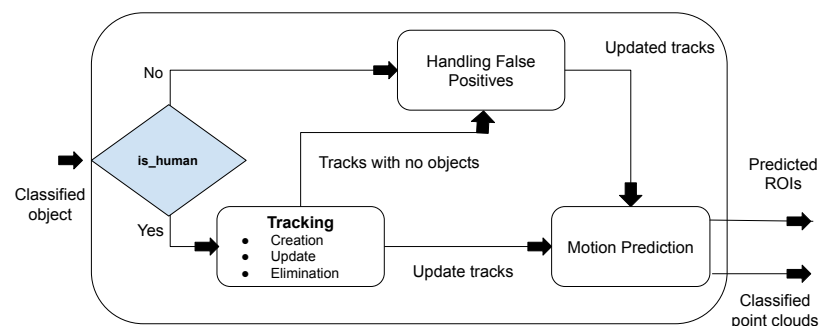 Updated tracks
Handling False
Positives
No
is_human
Tracks with no objects
Classified
object
Predicted
ROIs
Yes
Tracking
● Creation
● Update
● Elimination
Update tracks
Motion Prediction
Classified
point clouds